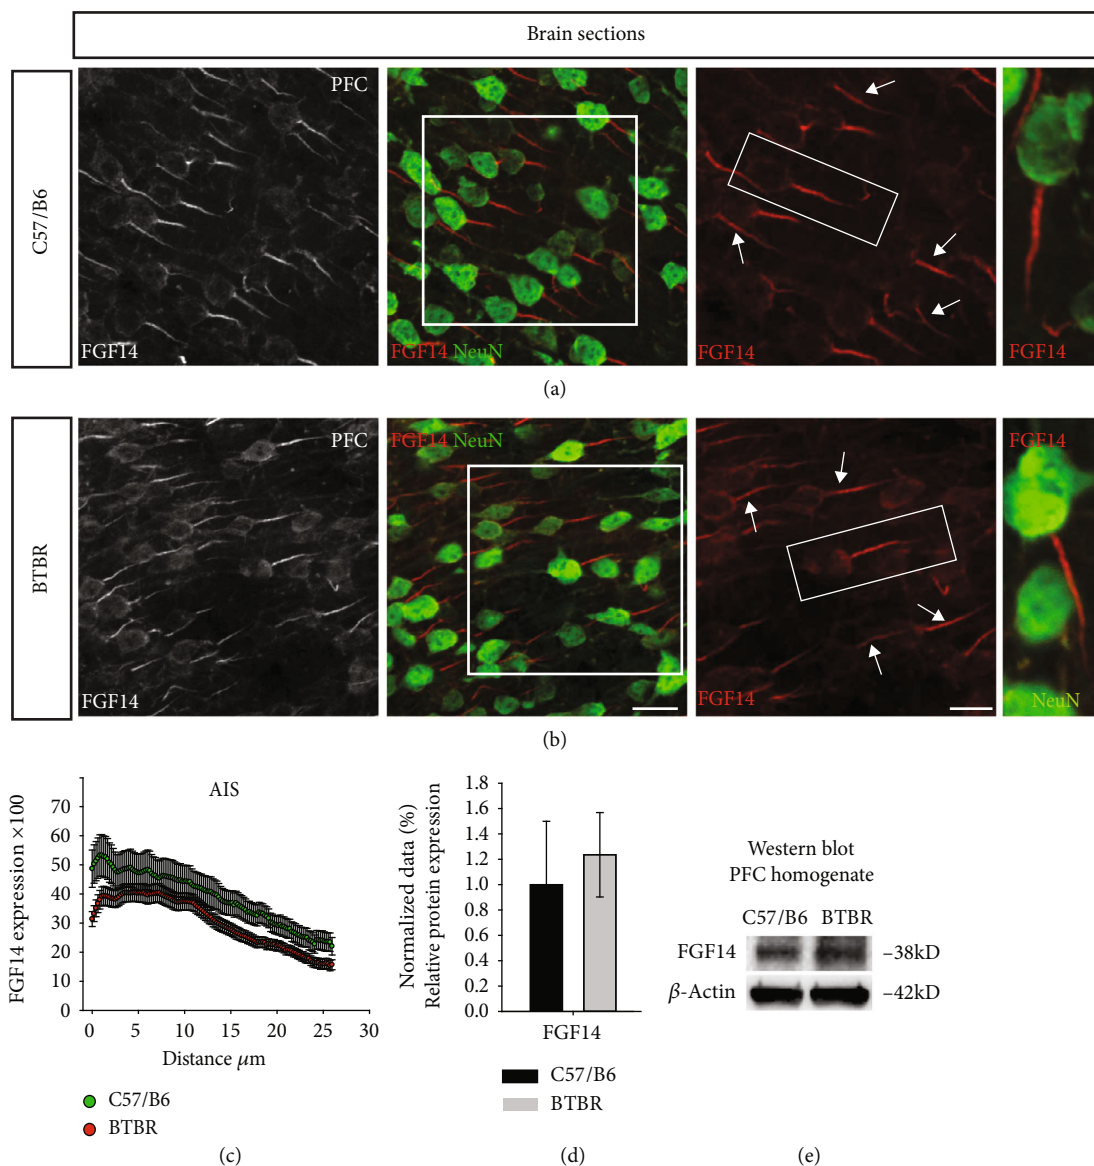 Brain sections
C57/B6
PFC
FGF14
FGF14 NeuN
FGF14
FGF14
(a)
BTBR
PFC
FGF14
FGF14 NeuN
FGF14
FGF14
NeuN
(b)
AIS
FGF14 expression ×100
70
60
50
40
30
20
10
0
0 5 10 15 20 25 30
Distance μm
C57/B6
BTBR
(c)
Normalized data (%)
Relative protein expression
1.8
1.6
1.4
1.2
1.0
0.8
0.6
0.4
0.2
0.0
FGF14
C57/B6
BTBR
(d)
Western blot
PFC homogenate
C57/B6 BTBR
FGF14 –38kD
β-Actin –42kD
(e)